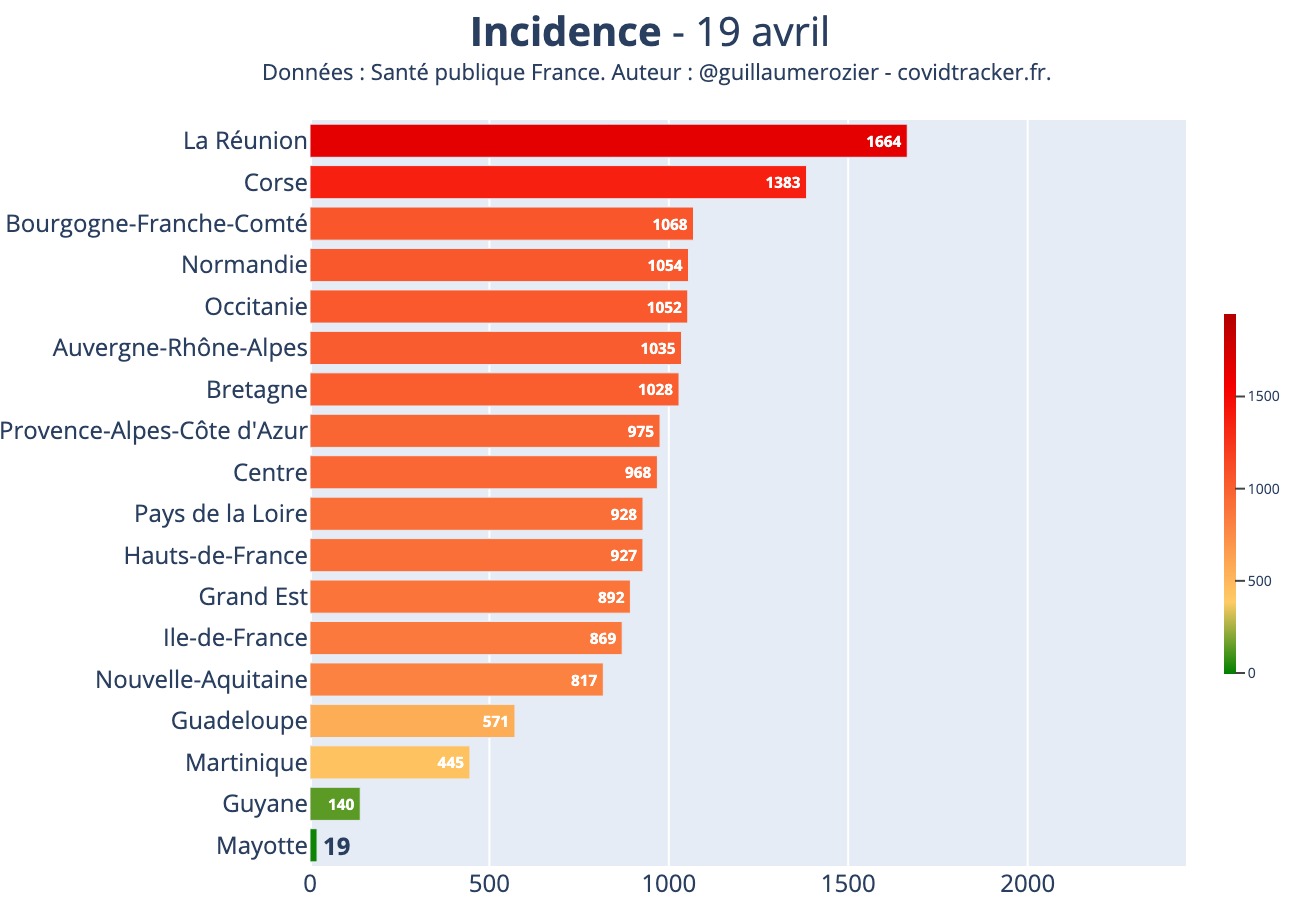 Incidence - 19 avril
Données : Santé publique France. Auteur : @guillaumerozier - covidtracker.fr.
La Réunion 1664
Corse 1383
Bourgogne-Franche-Comté 1068
Normandie 1054
Occitanie 1052
Auvergne-Rhône-Alpes 1035
Bretagne 1028
Provence-Alpes-Côte d'Azur 975
Centre 968
Pays de la Loire 928
Hauts-de-France 927
Grand Est 892
Ile-de-France 869
Nouvelle-Aquitaine 817
Guadeloupe 571
Martinique 445
Guyane 140
Mayotte 19
0 500 1000 1500 2000
1500
1000
500
0